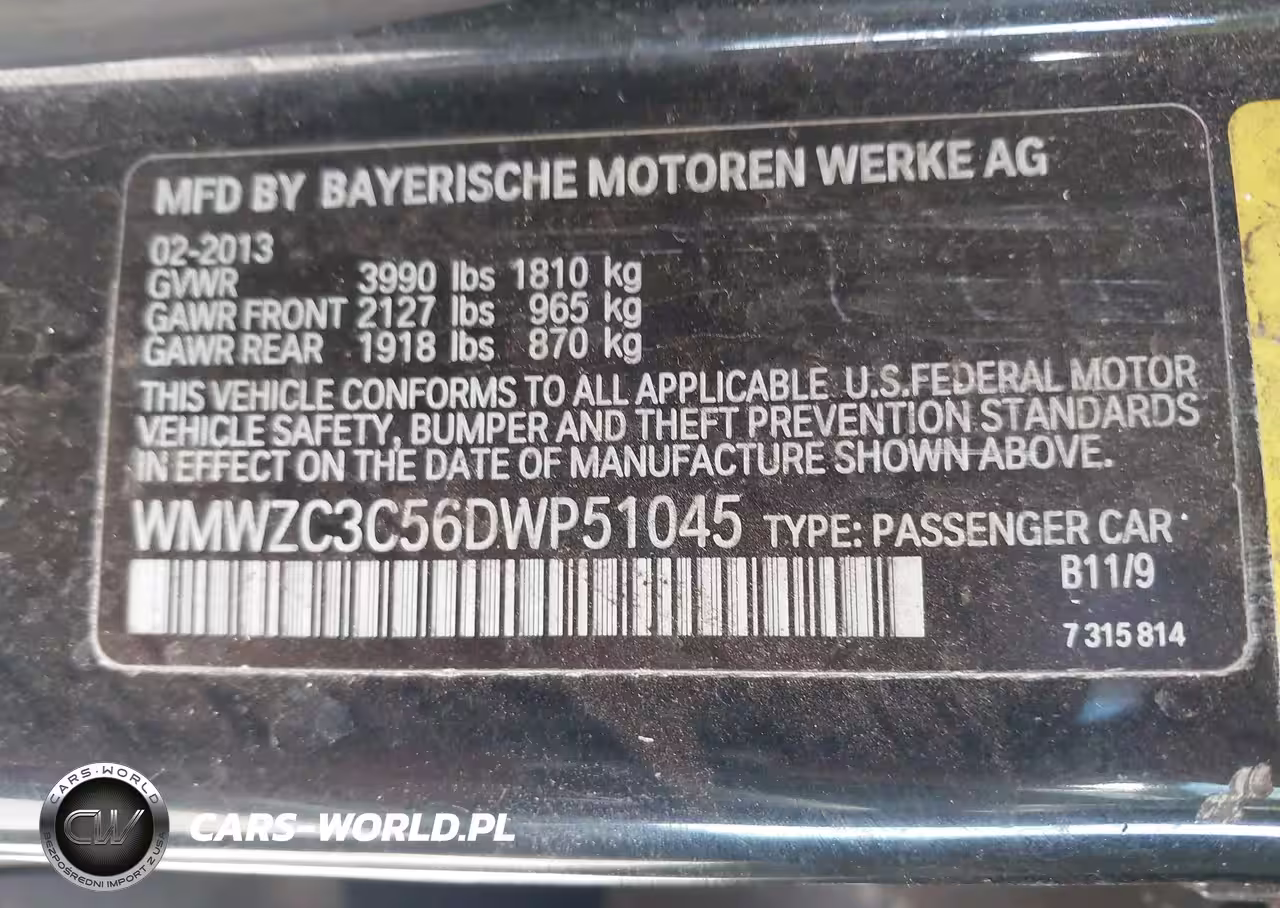 MFD BY BAYERISCHE MOTOREN WERKE AG
02-2013
GVWR 3990 lbs 1810 kg
GAWR FRONT 2127 lbs 965 kg
GAWR REAR 1918 lbs 870 kg
THIS VEHICLE CONFORMS TO ALL APPLICABLE U.S.FEDERAL MOTOR
VEHICLE SAFETY, BUMPER AND THEFT PREVENTION STANDARDS
IN EFFECT ON THE DATE OF MANUFACTURE SHOWN ABOVE.
WMWZC3C56DWP51045 TYPE: PASSENGER CAR
B11/9
7 315 814
CARS-WORLD
CW
BEZPOŚREDNI IMPORT Z USA
CARS-WORLD.PL